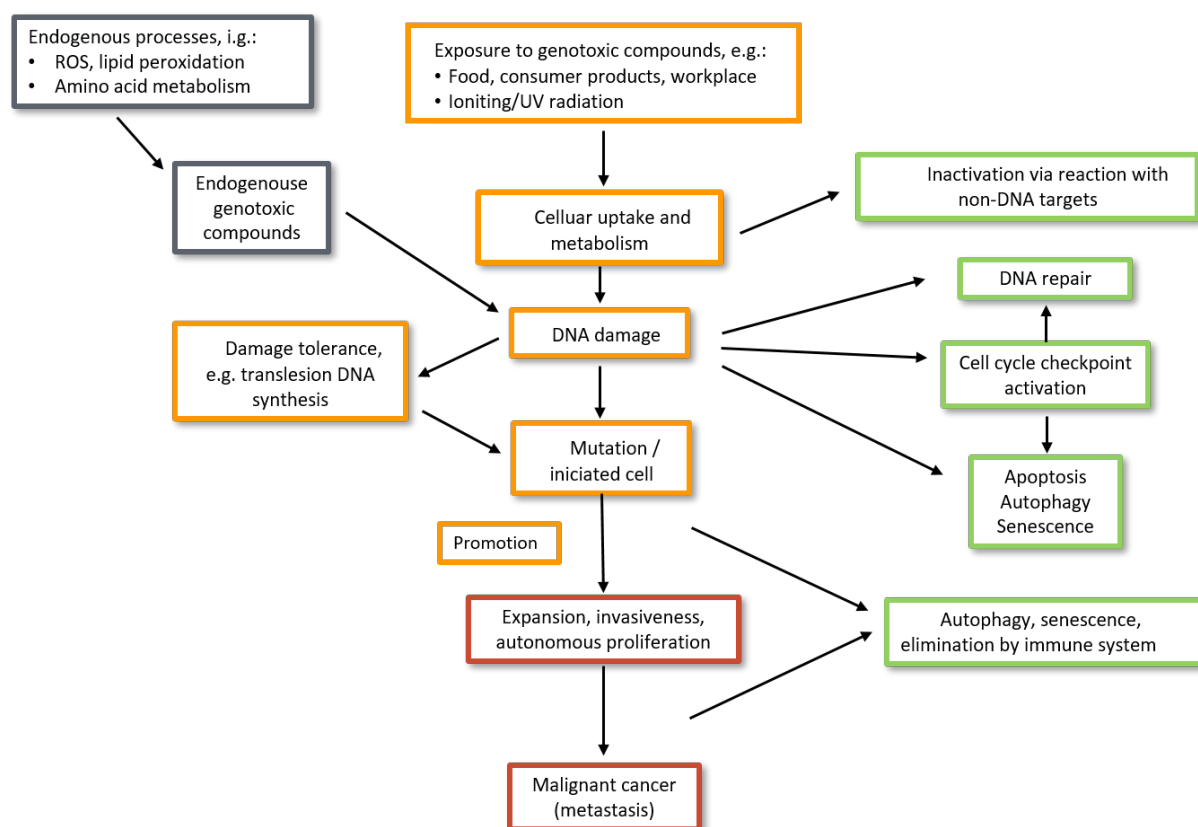 Endogenous processes, i.g.:
• ROS, lipid peroxidation
• Amino acid metabolism
Exposure to genotoxic compounds, e.g.:
• Food, consumer products, workplace
• Ioniting/UV radiation
Endogenouse
genotoxic
compounds
Celluar uptake and
metabolism
Inactivation via reaction with
non-DNA targets
DNA repair
DNA damage
Damage tolerance,
e.g. translesion DNA
synthesis
Cell cycle checkpoint
activation
Mutation /
iniciated cell
Apoptosis
Autophagy
Senescence
Promotion
Expansion, invasiveness,
autonomous proliferation
Autophagy, senescence,
elimination by immune system
Malignant cancer
(metastasis)